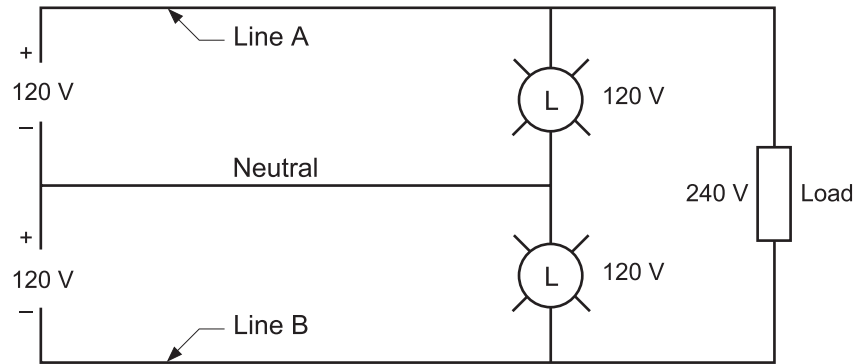 Line A
+
120 V
–
L
120 V
Neutral
240 V
Load
+
120 V
–
L
120 V
Line B